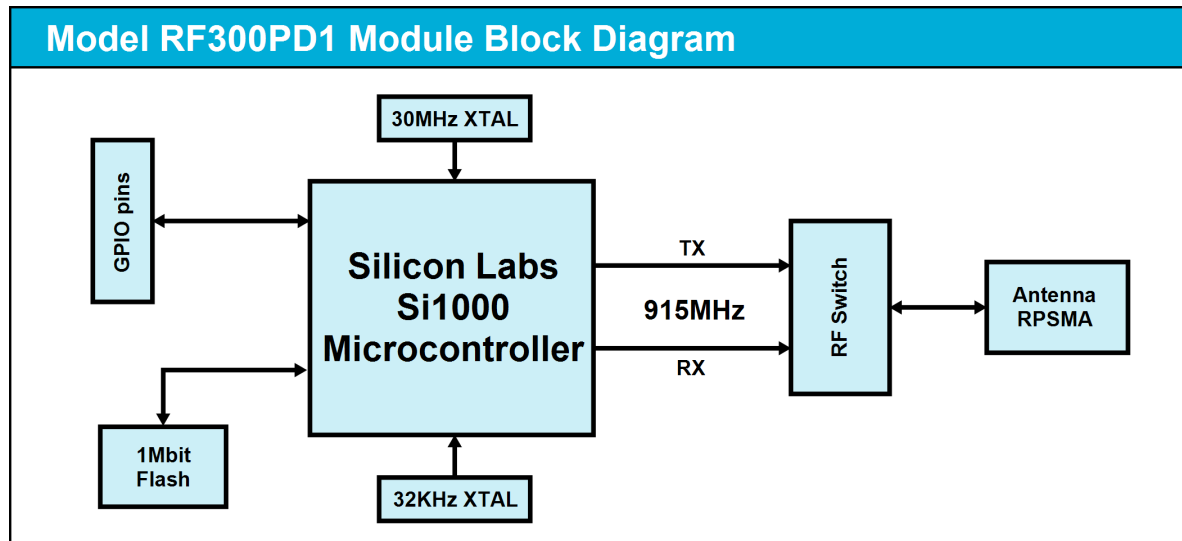 Model RF300PD1 Module Block Diagram
30MHz XTAL
GPIO pins
Silicon Labs
Si1000
Microcontroller
TX
915MHz
RX
RF Switch
Antenna
RPSMA
1Mbit
Flash
32KHz XTAL